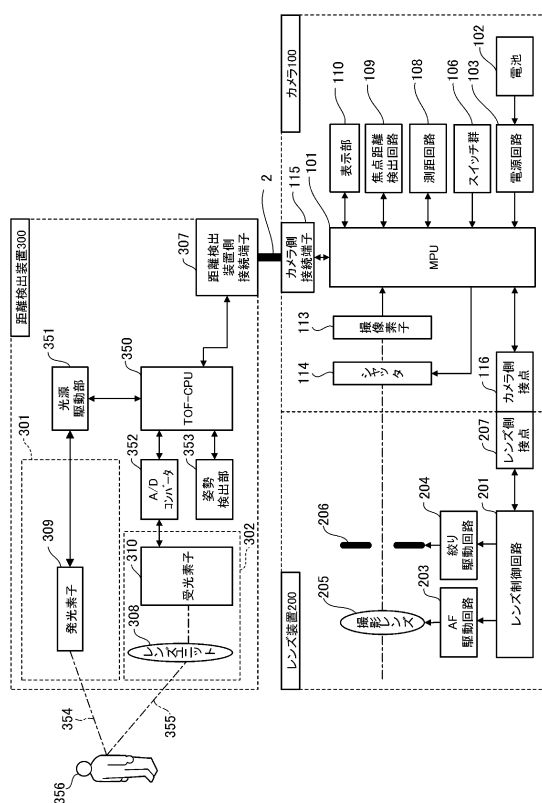 距離検出装置300
301
309
発光素子
351
光源
駆動部
350
TOF-CPU
307
距離検出
装置側
接続端子
352
A/D
コンバータ
353
姿勢
検出部
302
310
受光素子
308
レンズユニット
354
355
356
2
カメラ100
115
カメラ側接続端子
101
MPU
110
表示部
109
焦点距離
検出回路
108
測距回路
106
スイッチ群
103
電源回路
102
電池
113
撮像素子
114
シャッタ
116
カメラ側
接点
レンズ装置200
207
レンズ側
接点
206
205
撮影レンズ
204
絞り
駆動回路
203
AF
駆動回路
201
レンズ制御回路